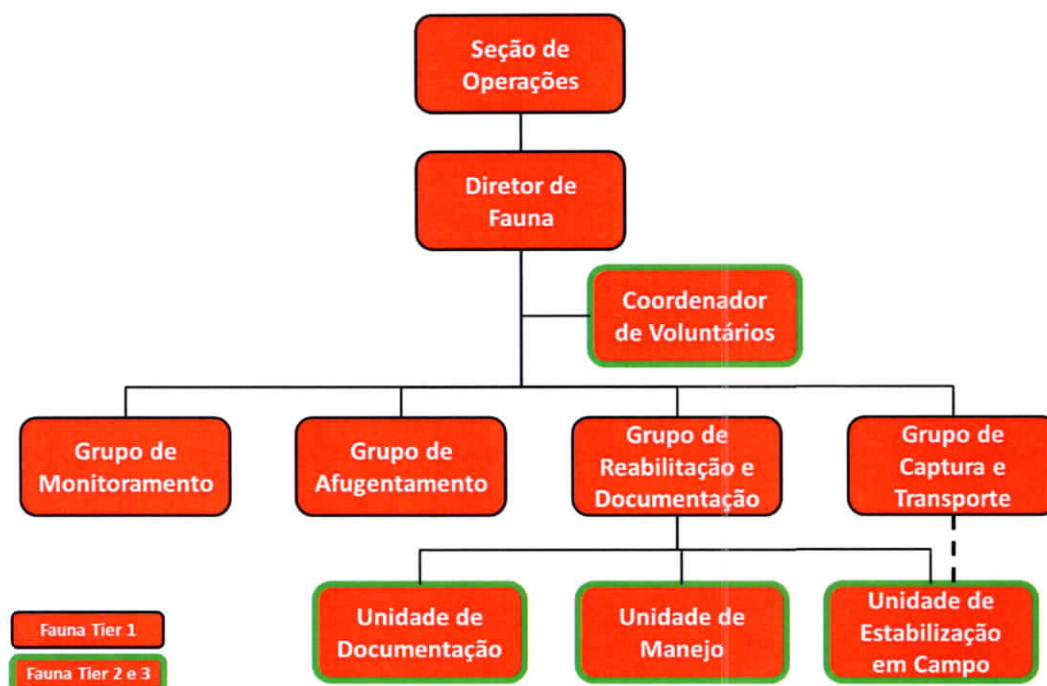 Seção de
Operações
Diretor de
Fauna
Coordenador
de Voluntários
Grupo de
Monitoramento
Grupo de
Afugentamento
Grupo de
Reabilitação e
Documentação
Grupo de
Captura e
Transporte
Unidade de
Documentação
Unidade de
Manejo
Unidade de
Estabilização
em Campo
Fauna Tier 1
Fauna Tier 2 e 3